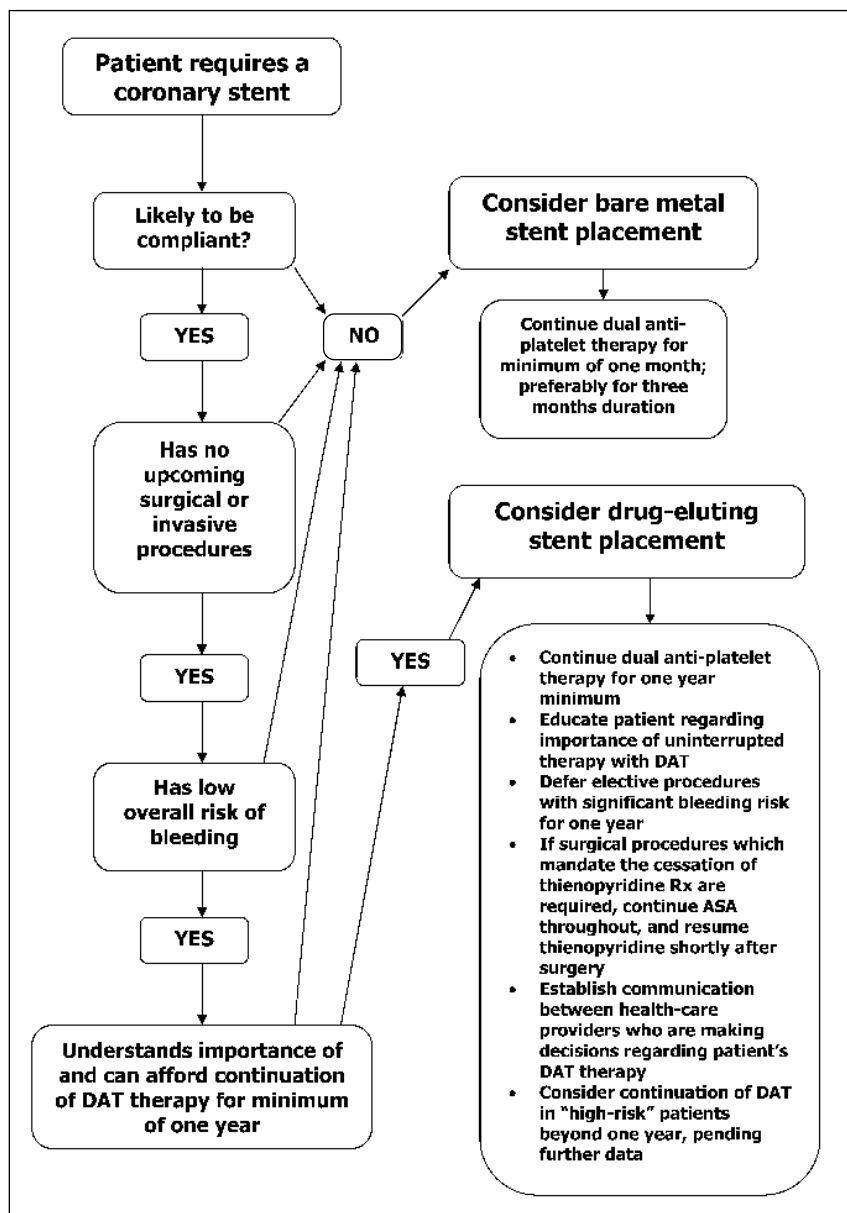 Patient requires a
coronary stent
Likely to be
compliant?
YES
NO
Consider bare metal
stent placement
Continue dual anti-
platelet therapy for
minimum of one month;
preferably for three
months duration
Has no
upcoming
surgical or
invasive
procedures
YES
Has low
overall risk of
bleeding
YES
Understands importance of
and can afford continuation
of DAT therapy for minimum
of one year
YES
Consider drug-eluting
stent placement
• Continue dual anti-platelet
therapy for one year
minimum
• Educate patient regarding
importance of uninterrupted
therapy with DAT
• Defer elective procedures
with significant bleeding risk
for one year
• If surgical procedures which
mandate the cessation of
thienopyridine Rx are
required, continue ASA
throughout, and resume
thienopyridine shortly after
surgery
• Establish communication
between health-care
providers who are making
decisions regarding patient's
DAT therapy
• Consider continuation of DAT
in "high-risk" patients
beyond one year, pending
further data